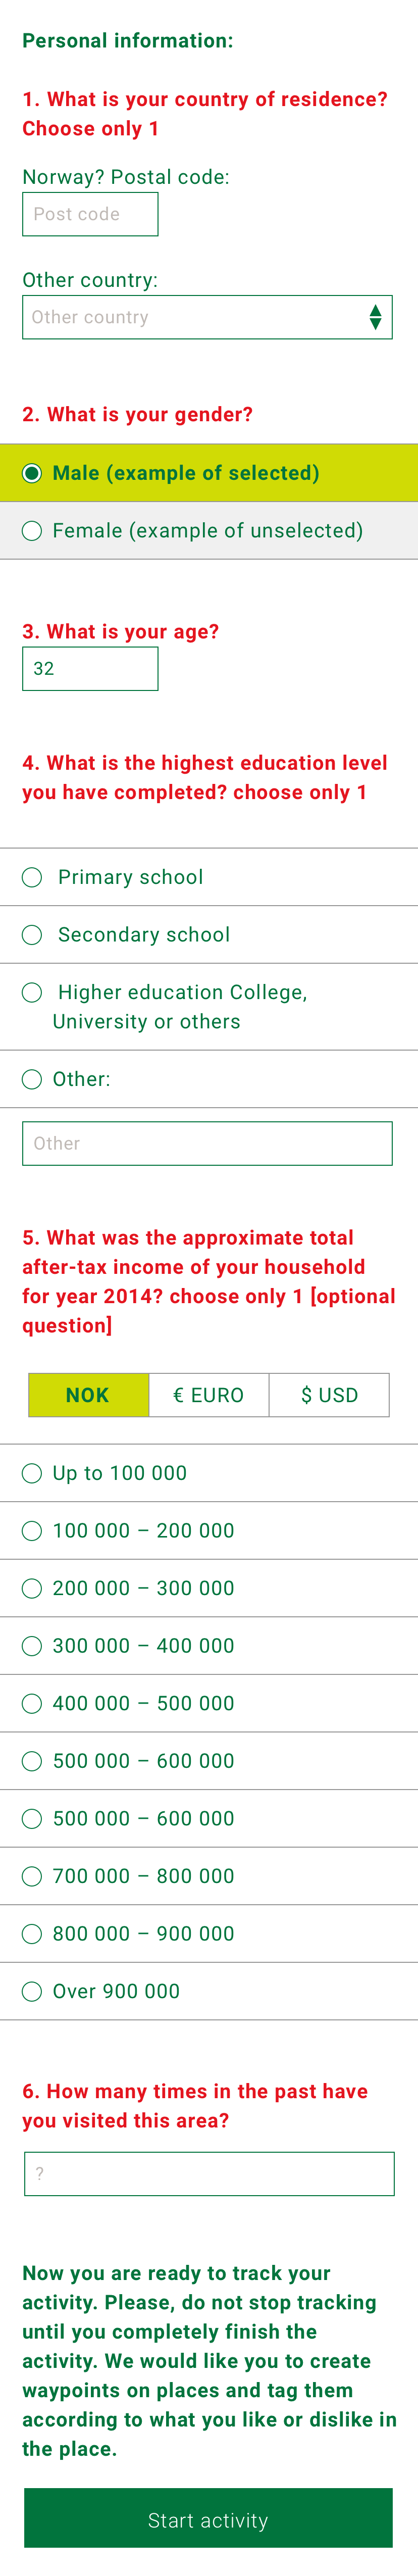 Personal information:
1. What is your country of residence?
Choose only 1
Norway? Postal code:
Post code
Other country:
Other country
2. What is your gender?
Male (example of selected)
Female (example of unselected)
3. What is your age?
32
4. What is the highest education level
you have completed? choose only 1
Primary school
Secondary school
Higher education College,
University or others
Other:
Other
5. What was the approximate total
after-tax income of your household
for year 2014? choose only 1 [optional
question]
NOK € EURO $ USD
Up to 100 000
100 000 – 200 000
200 000 – 300 000
300 000 – 400 000
400 000 – 500 000
500 000 – 600 000
500 000 – 600 000
700 000 – 800 000
800 000 – 900 000
Over 900 000
6. How many times in the past have
you visited this area?
?
Now you are ready to track your
activity. Please, do not stop tracking
until you completely finish the
activity. We would like you to create
waypoints on places and tag them
according to what you like or dislike in
the place.
Start activity